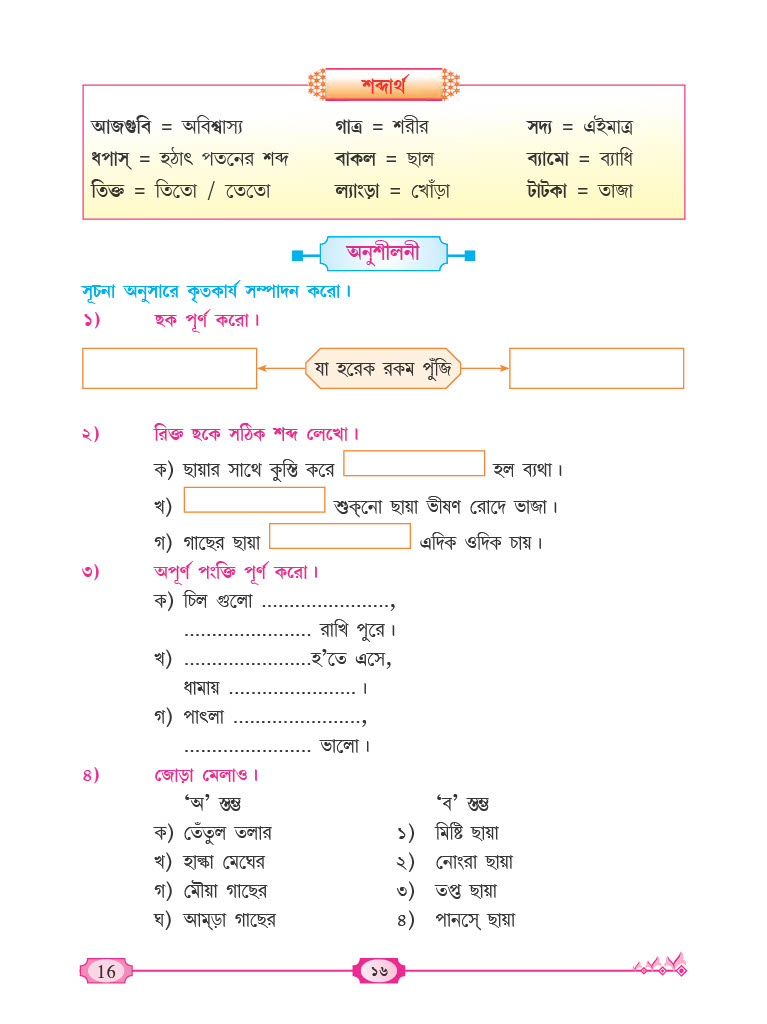 শব্দার্থ
আজগুবি = অবিশ্বাস্য গাত্র = শরীর সদ্য = এইমাত্র
ধপাস্ = হঠাৎ পতনের শব্দ বাকল = ছাল ব্যামো = ব্যাধি
তিক্ত = তিতো / তেতো ল্যাংড়া = খোঁড়া টাটকা = তাজা
অনুশীলনী
সূচনা অনুসারে কৃতকার্য সম্পাদন করো।
১) ছক পূর্ণ করো।
যা হরেক রকম পুঁজি
২) রিক্ত ছকে সঠিক শব্দ লেখো।
ক) ছায়ার সাথে কুস্তি করে হল ব্যথা।
খ) শুক্‌নো ছায়া ভীষণ রোদে ভাজা।
গ) গাছের ছায়া এদিক ওদিক চায়।
৩) অপূর্ণ পংক্তি পূর্ণ করো।
ক) চিল গুলো .......................,
....................... রাখি পুরে।
খ) .......................হ’তে এসে,
ধামায় .......................।
গ) পাৎলা .......................,
....................... ভালো।
৪) জোড়া মেলাও।
‘অ’ স্তম্ভ ‘ব’ স্তম্ভ
ক) তেঁতুল তলার ১) মিষ্টি ছায়া
খ) হাল্কা মেঘের ২) নোংরা ছায়া
গ) মৌয়া গাছের ৩) তপ্ত ছায়া
ঘ) আম্‌ড়া গাছের ৪) পানসে্ ছায়া
16 ১৬